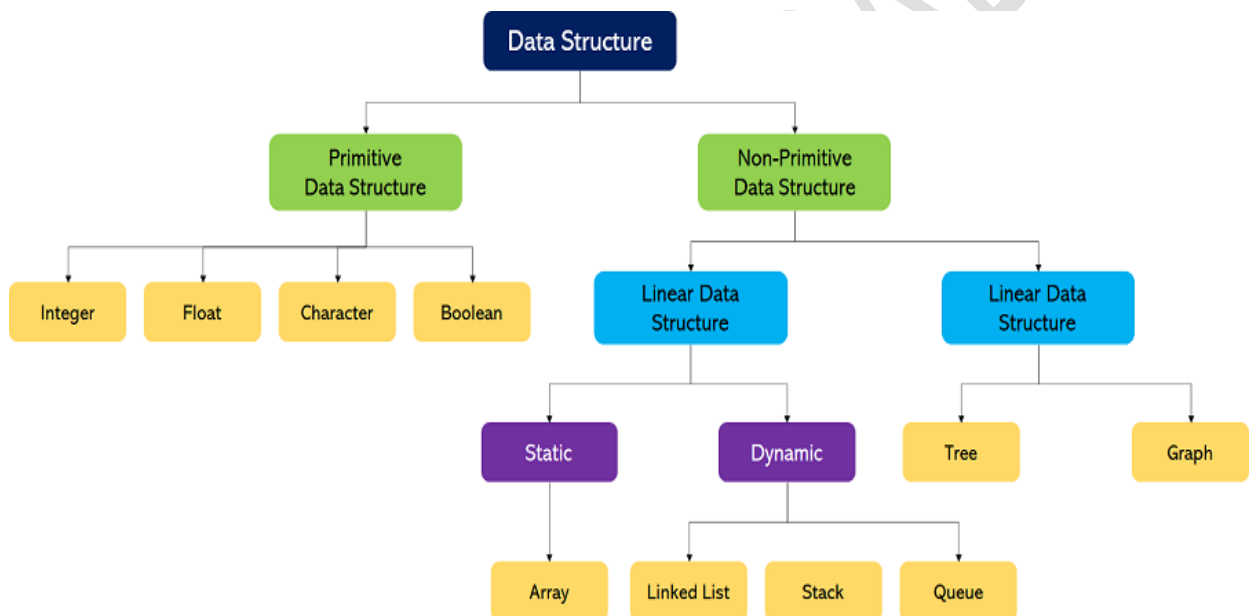 Data Structure
Primitive
Data Structure
Non-Primitive
Data Structure
Integer
Float
Character
Boolean
Linear Data
Structure
Linear Data
Structure
Static
Dynamic
Tree
Graph
Array
Linked List
Stack
Queue